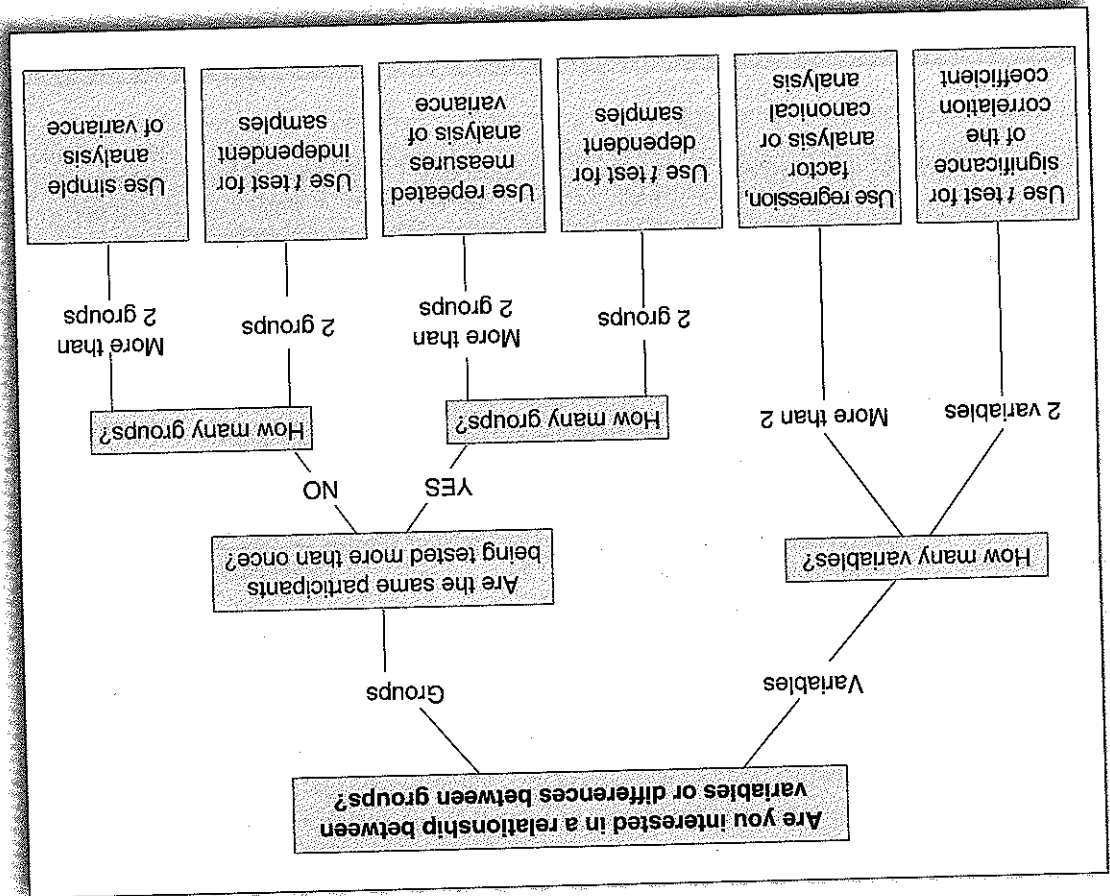 Are you interested in a relationship between
variables or differences between groups?
Variables
Groups
How many variables?
Are the same participants
being tested more than once?
YES
NO
2 variables
More than 2
How many groups?
How many groups?
2 groups
More than
2 groups
2 groups
More than
2 groups
Use t test for
significance
of the
correlation
coefficient
Use regression,
factor
analysis or
canonical
analysis
Use t test for
dependent
samples
Use repeated
measures
analysis of
variance
Use t test for
independent
samples
Use simple
analysis
of variance